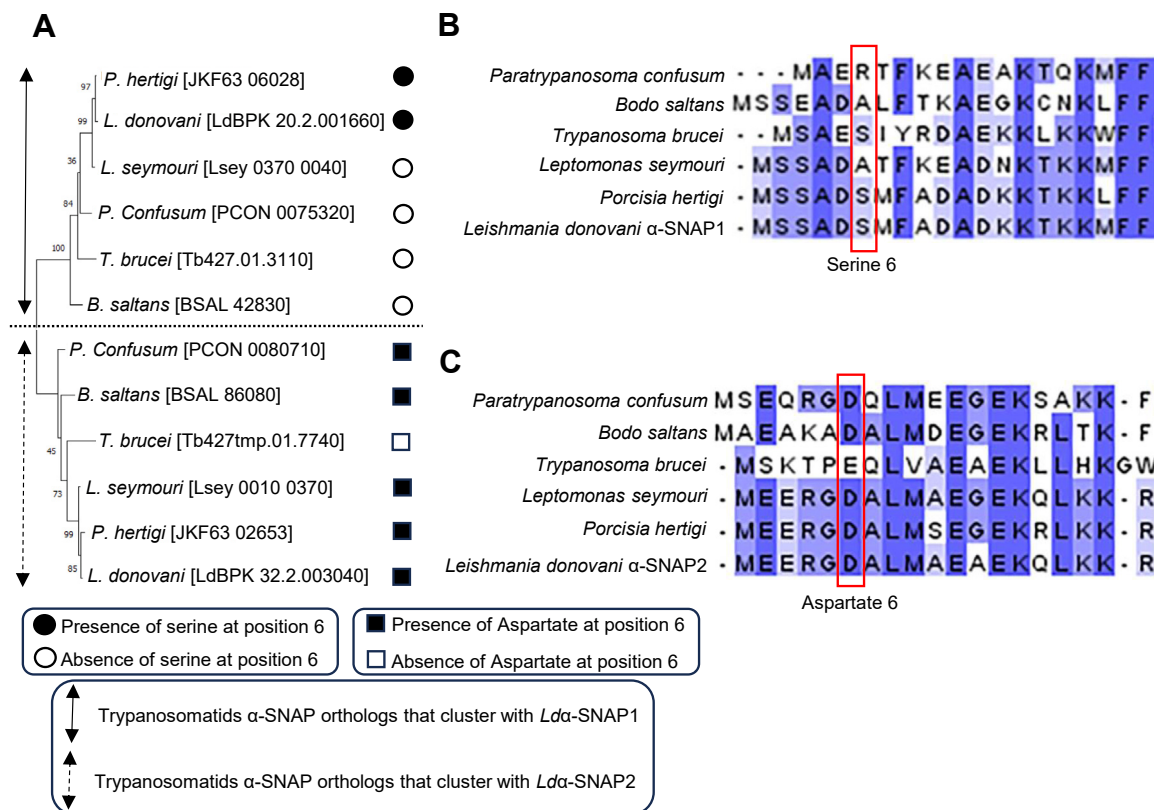 A
P. hertigi [JKF63 06028]
L. donovani [LdBPK 20.2.001660]
L. seymouri [Lsey 0370 0040]
P. Confusum [PCON 0075320]
T. brucei [Tb427.01.3110]
B. saltans [BSAL 42830]
P. Confusum [PCON 0080710]
B. saltans [BSAL 86080]
T. brucei [Tb427tmp.01.7740]
L. seymouri [Lsey 0010 0370]
P. hertigi [JKF63 02653]
L. donovani [LdBPK 32.2.003040]
97
99
36
84
100
45
73
99
85
B
Paratrypanosoma confusum - - - M A E R T F K E A E A K T Q K M F F
Bodo saltans M S S E A D A L F T K A E G K C N K L F F
Trypanosoma brucei - - M S A E S I Y R D A E K K L K K W F F
Leptomonas seymouri - M S S A D A T F K E A D N K T K K M F F
Porcisia hertigi - M S S A D S M F A D A D K K T K K L F F
Leishmania donovani α-SNAP1 - M S S A D S M F A D A D K K T K K M F F
Serine 6
C
Paratrypanosoma confusum M S E Q R G D Q L M E E G E K S A K K - F
Bodo saltans M A E A K A D A L M D E G E K R L T K - F
Trypanosoma brucei - M S K T P E Q L V A E A E K L L H K G W
Leptomonas seymouri - M E E R G D A L M A E G E K Q L K K - R
Porcisia hertigi - M E E R G D A L M S E G E K R L K K - R
Leishmania donovani α-SNAP2 - M E E R G D A L M A E A E K Q L K K - R
Aspartate 6
Presence of serine at position 6
Absence of serine at position 6
Presence of Aspartate at position 6
Absence of Aspartate at position 6
Trypanosomatids α-SNAP orthologs that cluster with Ldα-SNAP1
Trypanosomatids α-SNAP orthologs that cluster with Ldα-SNAP2